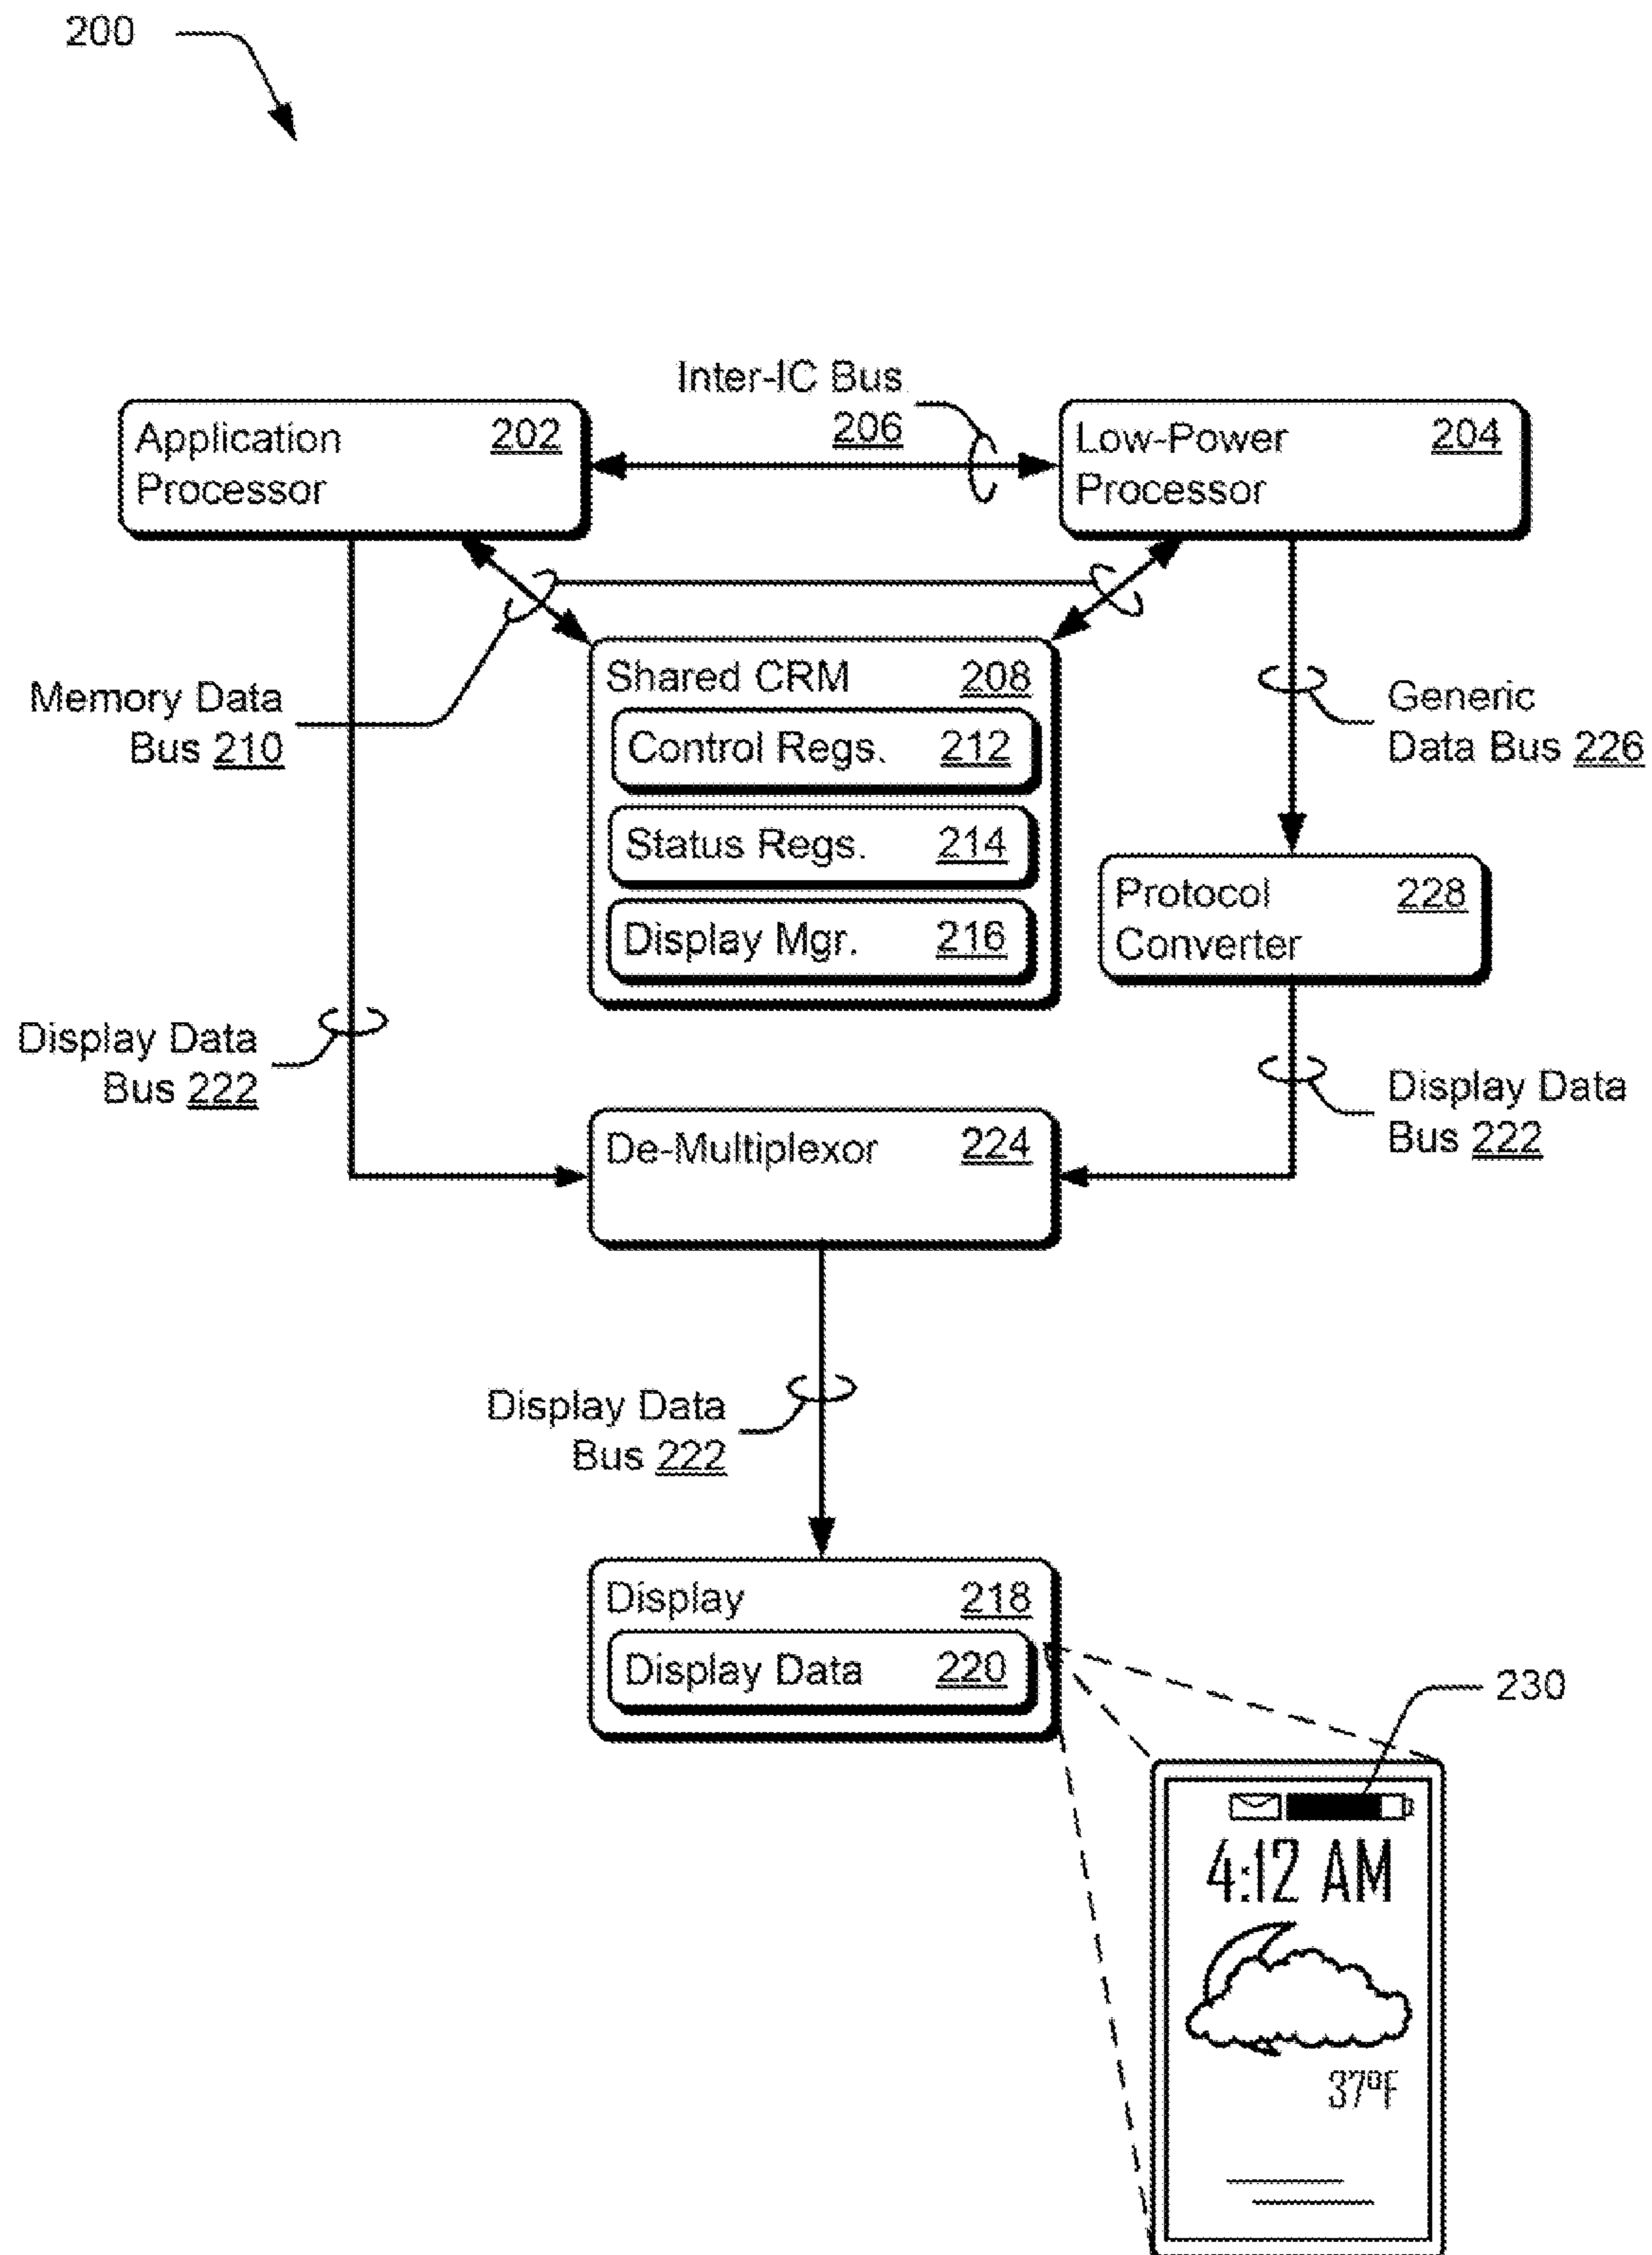 200
Inter-IC Bus
206
Application 202
Processor
Low-Power 204
Processor
Memory Data
Bus 210
Shared CRM 208
Control Regs. 212
Status Regs. 214
Display Mgr. 216
Generic
Data Bus 226
Protocol 228
Converter
Display Data
Bus 222
Display Data
Bus 222
De-Multiplexor 224
Display Data
Bus 222
Display 218
Display Data 220
230
4:12 AM
37ºF